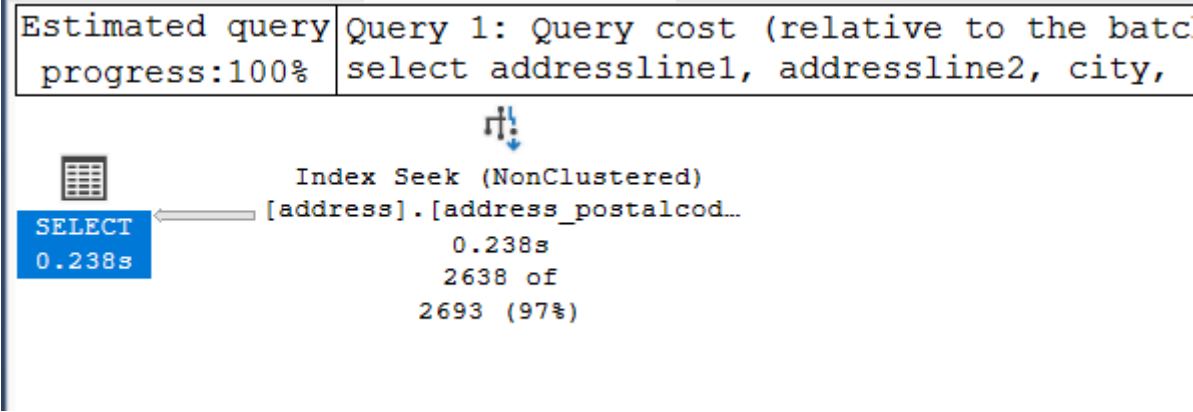 Estimated query
progress:100%
Query 1: Query cost (relative to the
select addressline1, addressline2, city,
Index Seek (NonClustered)
[address].[address_postalcod…
0.238s
2638 of
2693 (97%)
SELECT
0.238s